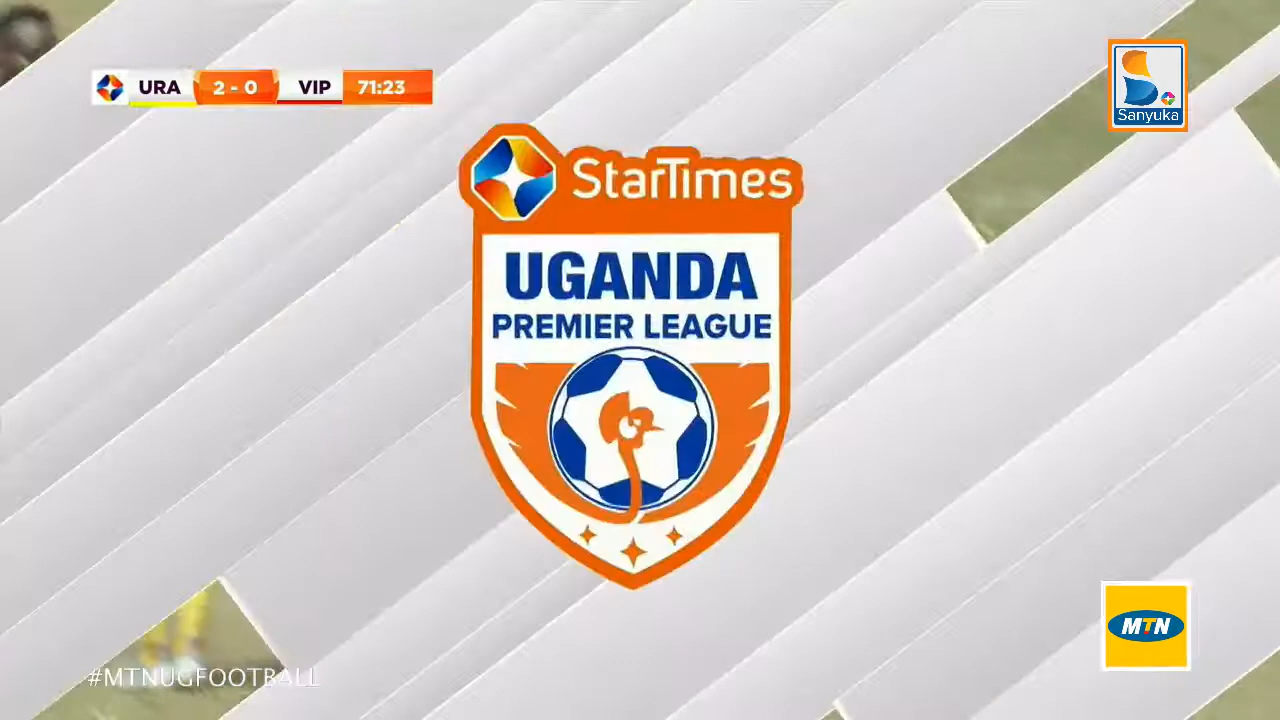 URA 2 - 0 VIP 71:23
Sanyuka
StarTimes
UGANDA
PREMIER LEAGUE
MTN
#MTNUGFOOTBALL